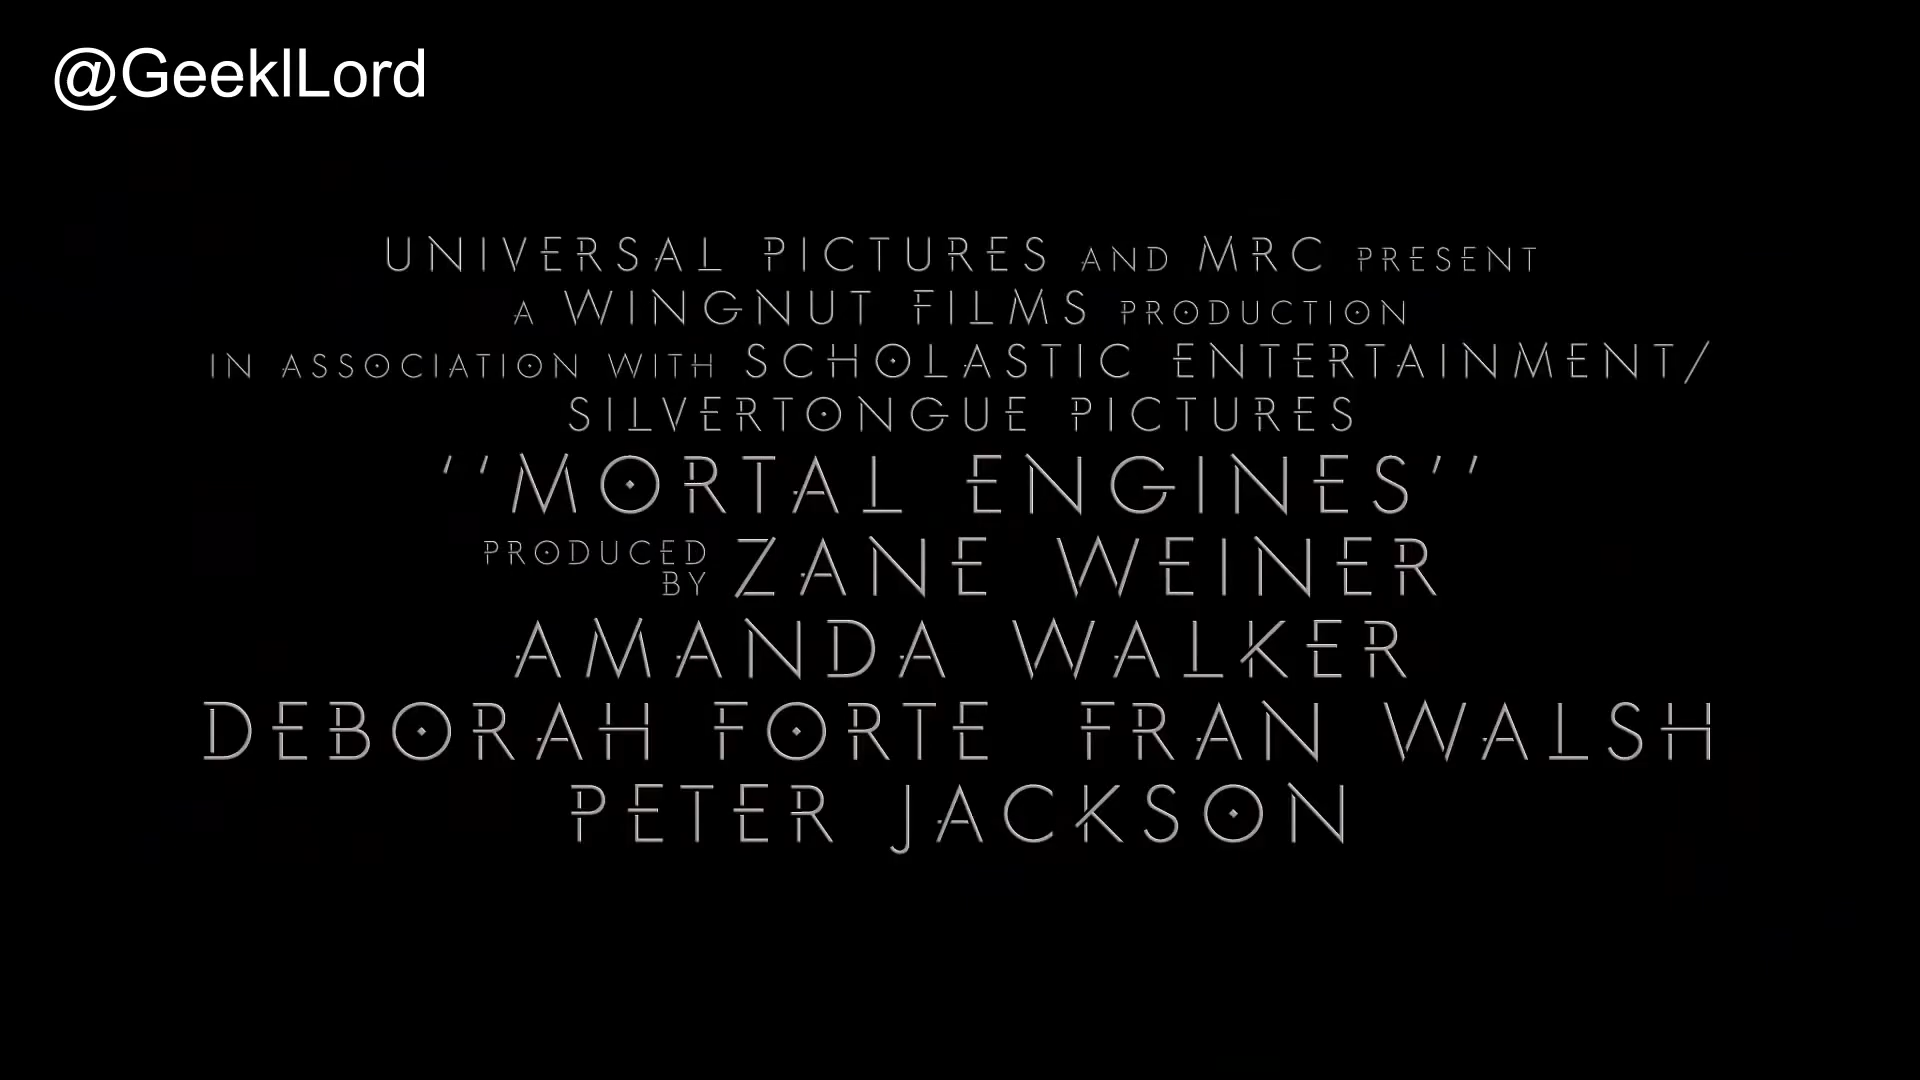 @GeeklLord
UNIVERSAL PICTURES AND MRC PRESENT
A WINGNUT FILMS PRODUCTION
IN ASSOCIATION WITH SCHOLASTIC ENTERTAINMENT/
SILVERTONGUE PICTURES
''MORTAL ENGINES''
PRODUCED BY ZANE WEINER
AMANDA WALKER
DEBORAH FORTE FRAN WALSH
PETER JACKSON